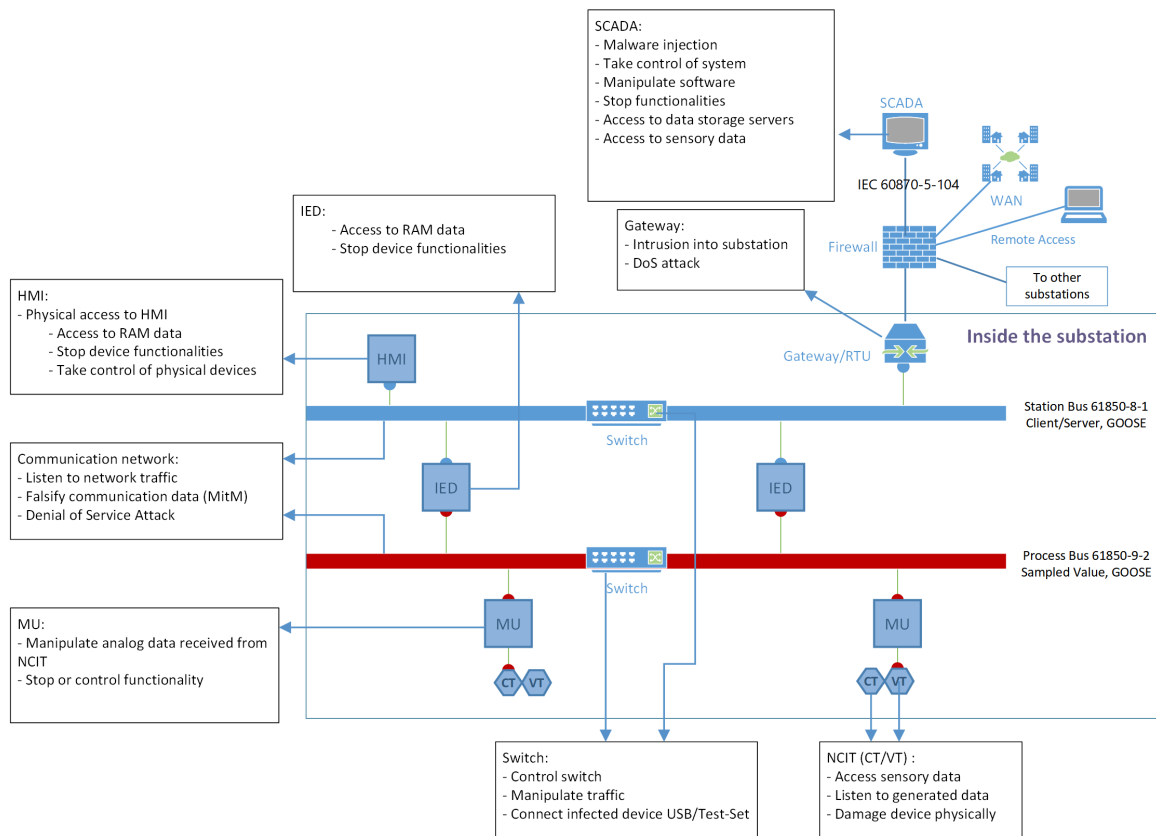 SCADA:
- Malware injection
- Take control of system
- Manipulate software
- Stop functionalities
- Access to data storage servers
- Access to sensory data
SCADA
IEC 60870-5-104
WAN
Remote Access
Firewall
To other
substations
IED:
- Access to RAM data
- Stop device functionalities
Gateway:
- Intrusion into substation
- DoS attack
HMI:
- Physical access to HMI
- Access to RAM data
- Stop device functionalities
- Take control of physical devices
Inside the substation
HMI
Gateway/RTU
Station Bus 61850-8-1
Client/Server, GOOSE
Switch
Communication network:
- Listen to network traffic
- Falsify communication data (MitM)
- Denial of Service Attack
IED
IED
Process Bus 61850-9-2
Sampled Value, GOOSE
Switch
MU:
- Manipulate analog data received from
NCIT
- Stop or control functionality
MU
MU
CT
VT
CT
VT
Switch:
- Control switch
- Manipulate traffic
- Connect infected device USB/Test-Set
NCIT (CT/VT) :
- Access sensory data
- Listen to generated data
- Damage device physically